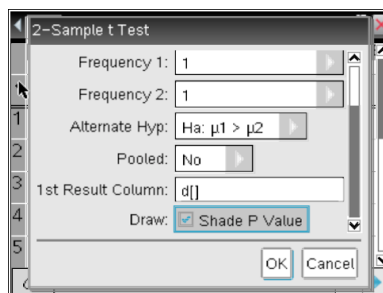 2-Sample t Test
Frequency 1: 1
Frequency 2: 1
Alternate Hyp: Ha: μ1 > μ2
Pooled: No
1st Result Column: d[]
Draw: Shade P Value
OK Cancel
1
2
3
4
5